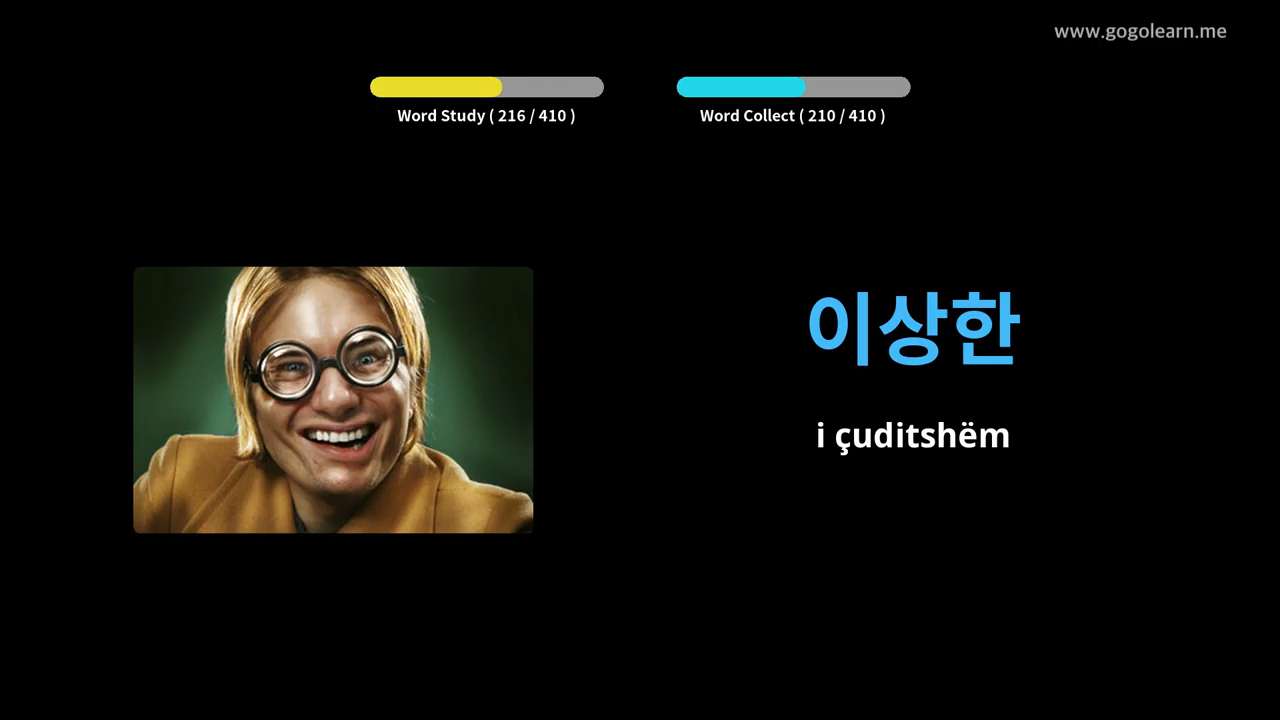 www.gogolearn.me
Word Study ( 216 / 410 )
Word Collect ( 210 / 410 )
이상한
i çuditshëm